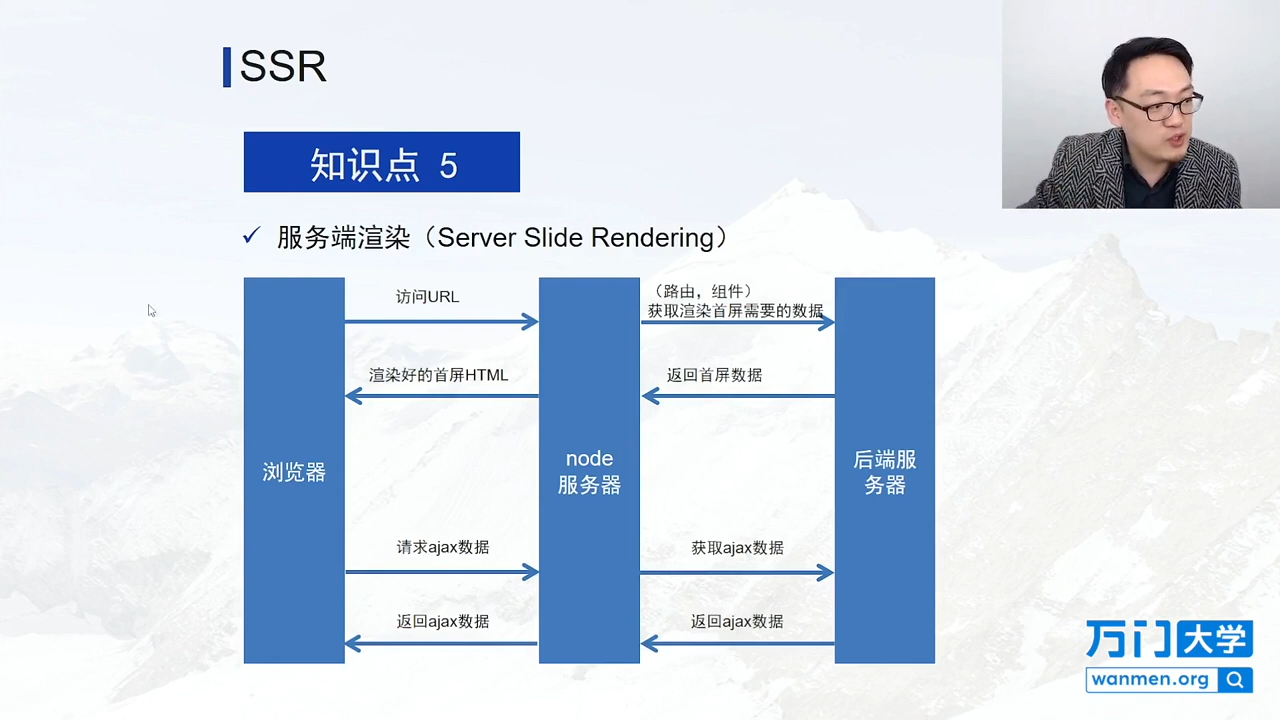 SSR
知识点 5
服务端渲染（Server Slide Rendering）
访问URL
（路由，组件）
获取渲染首屏需要的数据
渲染好的首屏HTML
返回首屏数据
浏览器
node
服务器
后端服
务器
请求ajax数据
获取ajax数据
返回ajax数据
返回ajax数据
万门大学
wanmen.org